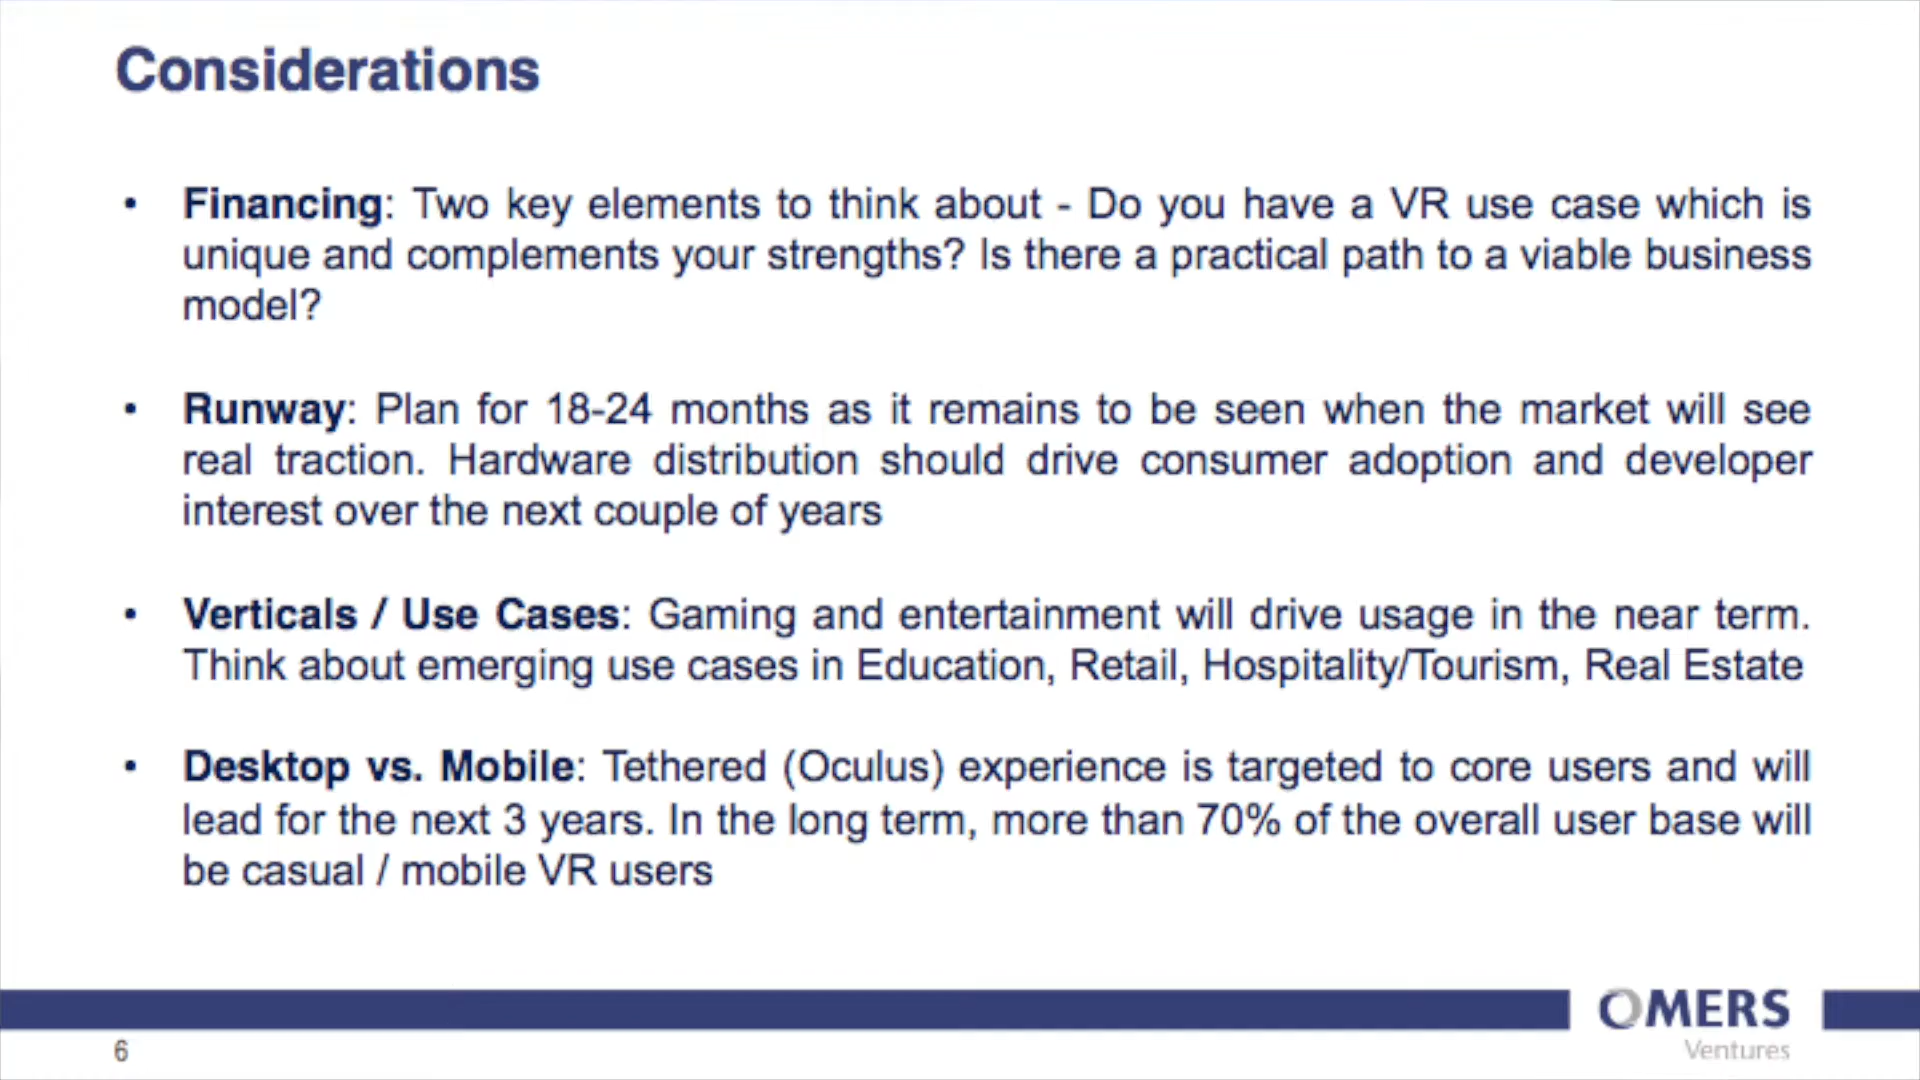 Considerations
• Financing: Two key elements to think about - Do you have a VR use case which is
unique and complements your strengths? Is there a practical path to a viable business
model?
• Runway: Plan for 18-24 months as it remains to be seen when the market will see
real traction. Hardware distribution should drive consumer adoption and developer
interest over the next couple of years
• Verticals / Use Cases: Gaming and entertainment will drive usage in the near term.
Think about emerging use cases in Education, Retail, Hospitality/Tourism, Real Estate
• Desktop vs. Mobile: Tethered (Oculus) experience is targeted to core users and will
lead for the next 3 years. In the long term, more than 70% of the overall user base will
be casual / mobile VR users
OMERS
Ventures
6